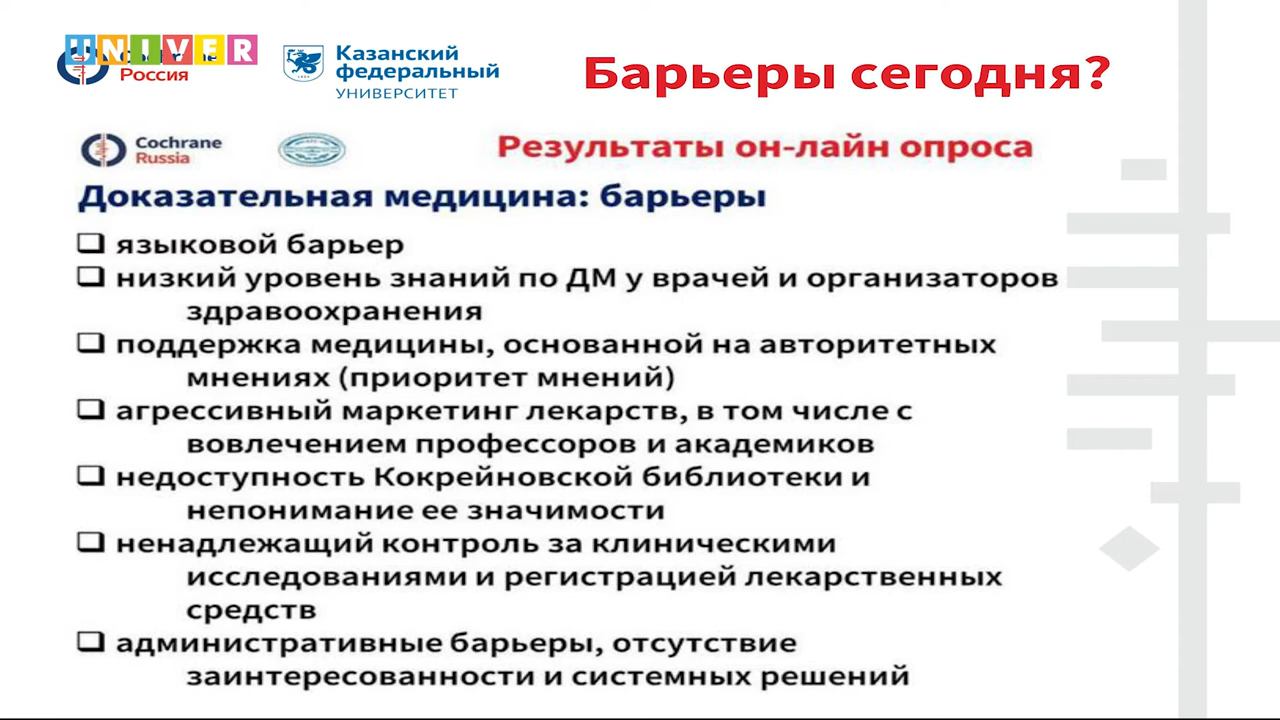 UNIVER
Россия
Казанский
федеральный
УНИВЕРСИТЕТ
Барьеры сегодня?
Cochrane
Russia
Результаты он-лайн опроса
Доказательная медицина: барьеры
языковой барьер
низкий уровень знаний по ДМ у врачей и организаторов
здравоохранения
поддержка медицины, основанной на авторитетных
мнениях (приоритет мнений)
агрессивный маркетинг лекарств, в том числе с
вовлечением профессоров и академиков
недоступность Кокрейновской библиотеки и
непонимание ее значимости
ненадлежащий контроль за клиническими
исследованиями и регистрацией лекарственных
средств
административные барьеры, отсутствие
заинтересованности и системных решений